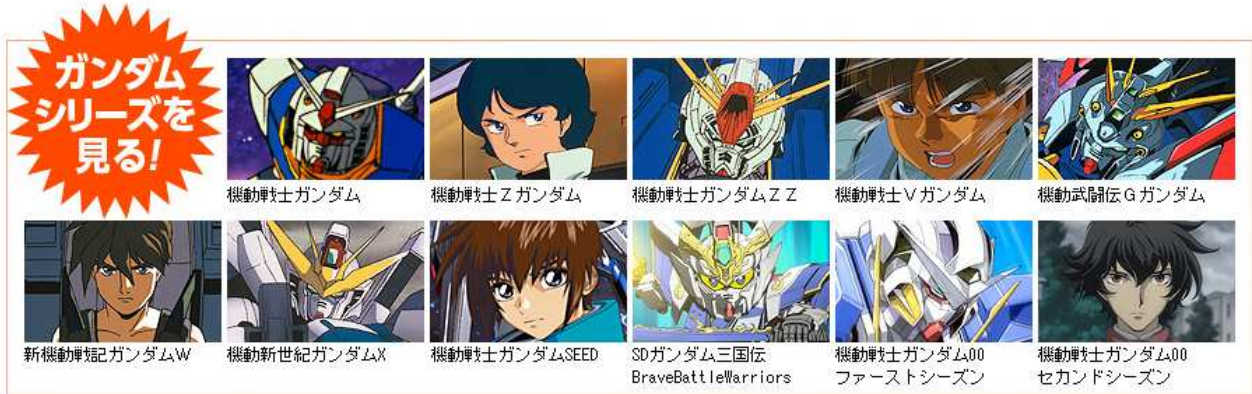 ガンダム
シリーズを
見る!
機動戦士ガンダム
機動戦士Ζガンダム
機動戦士ガンダムΖΖ
機動戦士Vガンダム
機動武闘伝Gガンダム
新機動戦記ガンダムW
機動新世紀ガンダムX
機動戦士ガンダムSEED
SDガンダム三国伝
BraveBattleWarriors
機動戦士ガンダム00
ファーストシーズン
機動戦士ガンダム00
セカンドシーズン